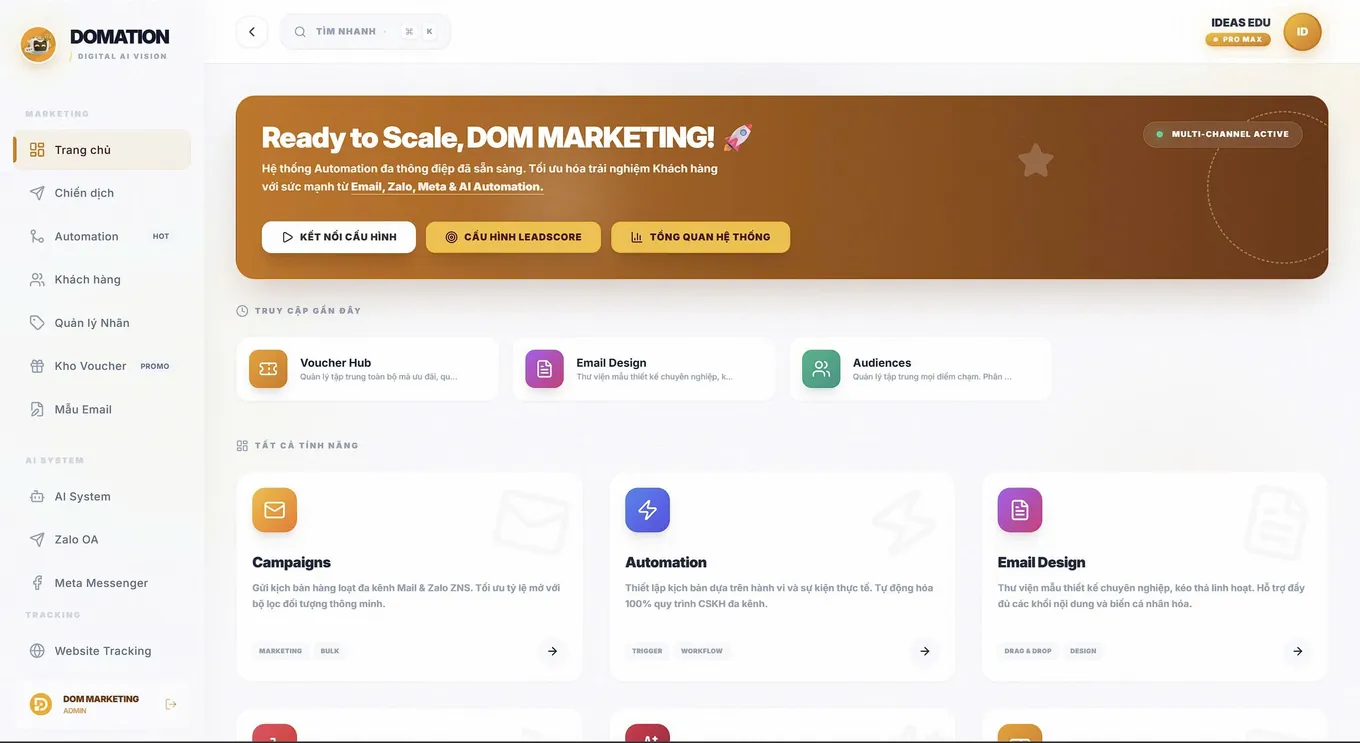 DOMATION
DIGITAL AI VISION
TÌM NHANH
⌘ K
IDEAS EDU
PRO MAX
ID
MARKETING
Trang chủ
Chiến dịch
Automation HOT
Khách hàng
Quản lý Nhãn
Kho Voucher PROMO
Mẫu Email
AI SYSTEM
AI System
Zalo OA
Meta Messenger
TRACKING
Website Tracking
DOM MARKETING
ADMIN
Ready to Scale, DOM MARKETING! 🚀
MULTI-CHANNEL ACTIVE
Hệ thống Automation đa thông điệp đã sẵn sàng. Tối ưu hóa trải nghiệm Khách hàng
với sức mạnh từ Email, Zalo, Meta & AI Automation.
KẾT NỐI CẤU HÌNH
CẤU HÌNH LEADSCORE
TỔNG QUAN HỆ THỐNG
TRUY CẬP GẦN ĐÂY
Voucher Hub
Quản lý tập trung toàn bộ mã ưu đãi, qu...
Email Design
Thư viện mẫu thiết kế chuyên nghiệp, k...
Audiences
Quản lý tập trung mọi điểm chạm. Phân ...
TẤT CẢ TÍNH NĂNG
Campaigns
Gửi kịch bản hàng loạt đa kênh Mail & Zalo ZNS. Tối ưu tỷ lệ mở với
bộ lọc đối tượng thông minh.
MARKETING BULK
Automation
Thiết lập kịch bản dựa trên hành vi và sự kiện thực tế. Tự động hóa
100% quy trình CSKH đa kênh.
TRIGGER WORKFLOW
Email Design
Thư viện mẫu thiết kế chuyên nghiệp, kéo thả linh hoạt. Hỗ trợ đầy
đủ các khối nội dung và biến cá nhân hóa.
DRAG & DROP DESIGN